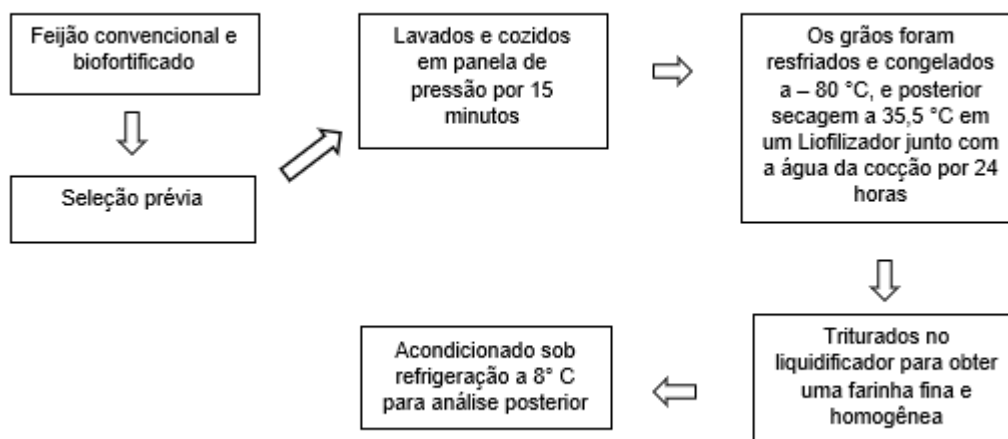 Feijão convencional e
biofortificado
Seleção prévia
Lavados e cozidos
em panela de
pressão por 15
minutos
Os grãos foram
resfriados e congelados
a – 80 °C, e posterior
secagem a 35,5 °C em
um Liofilizador junto com
a água da cocção por 24
horas
Triturados no
liquidificador para obter
uma farinha fina e
homogênea
Acondicionado sob
refrigeração a 8° C
para análise posterior